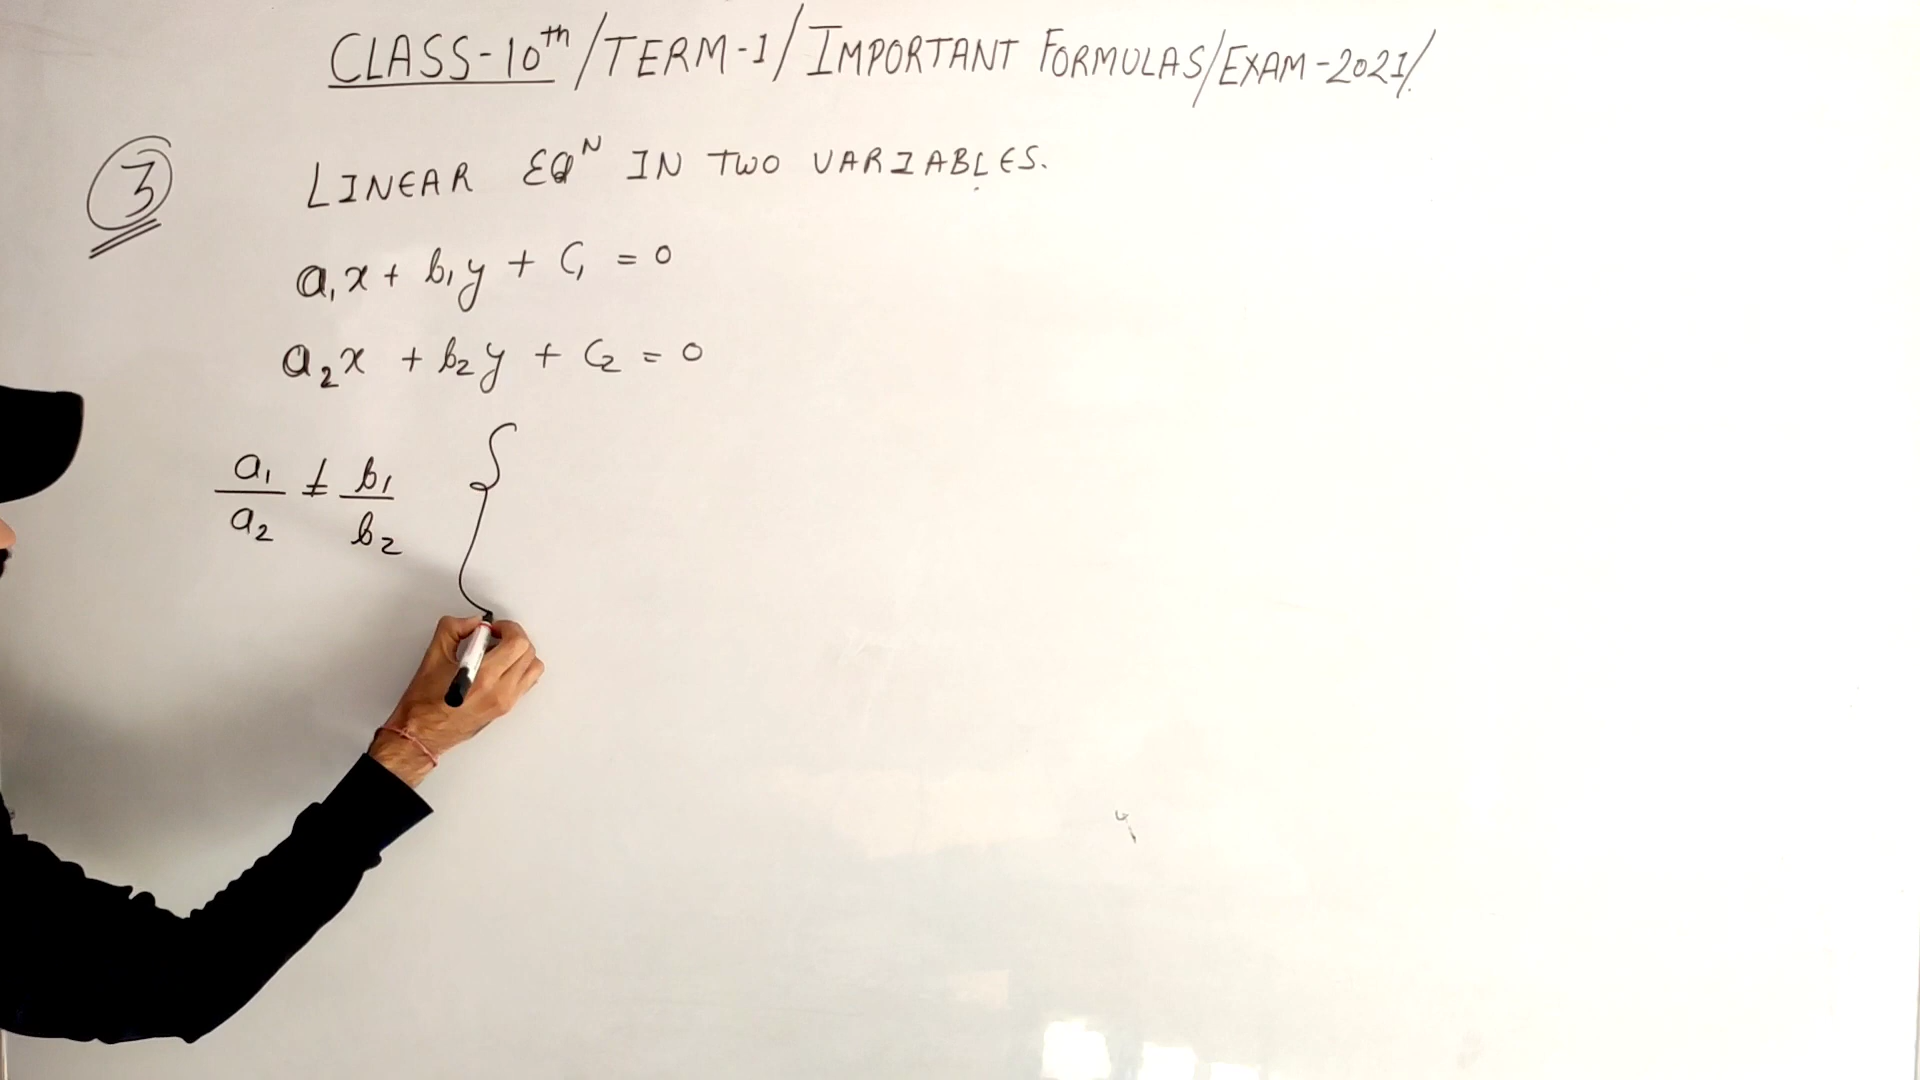 CLASS-10th/TERM-1/IMPORTANT FORMULAS/EXAM-2021/
3
LINEAR EQN IN TWO VARIABLES.
a₁x + b₁y + C₁ = 0
a₂x + b₂y + C₂ = 0
a₁/a₂ ≠ b₁/b₂ {